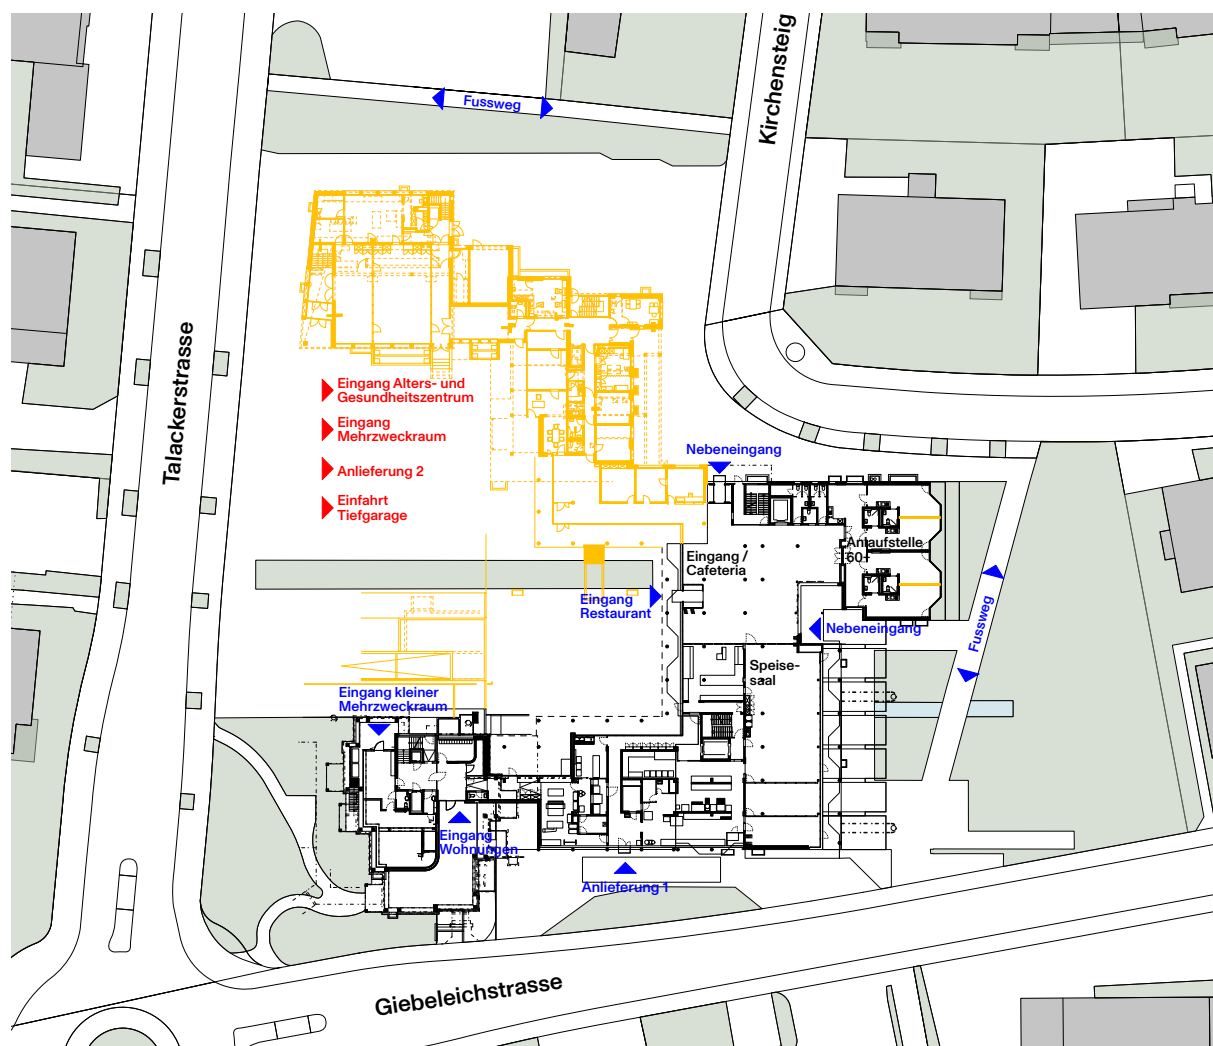 Fussweg
Kirchensteig
Talackerstrasse
Eingang Alters- und
Gesundheitszentrum
Eingang
Mehrzweckraum
Anlieferung 2
Einfahrt
Tiefgarage
Nebeneingang
Anlaufstelle
60+
Eingang /
Cafeteria
Eingang
Restaurant
Nebeneingang
Fussweg
Speise-
saal
Eingang kleiner
Mehrzweckraum
Eingang
Wohnungen
Anlieferung 1
Giebeleichstrasse